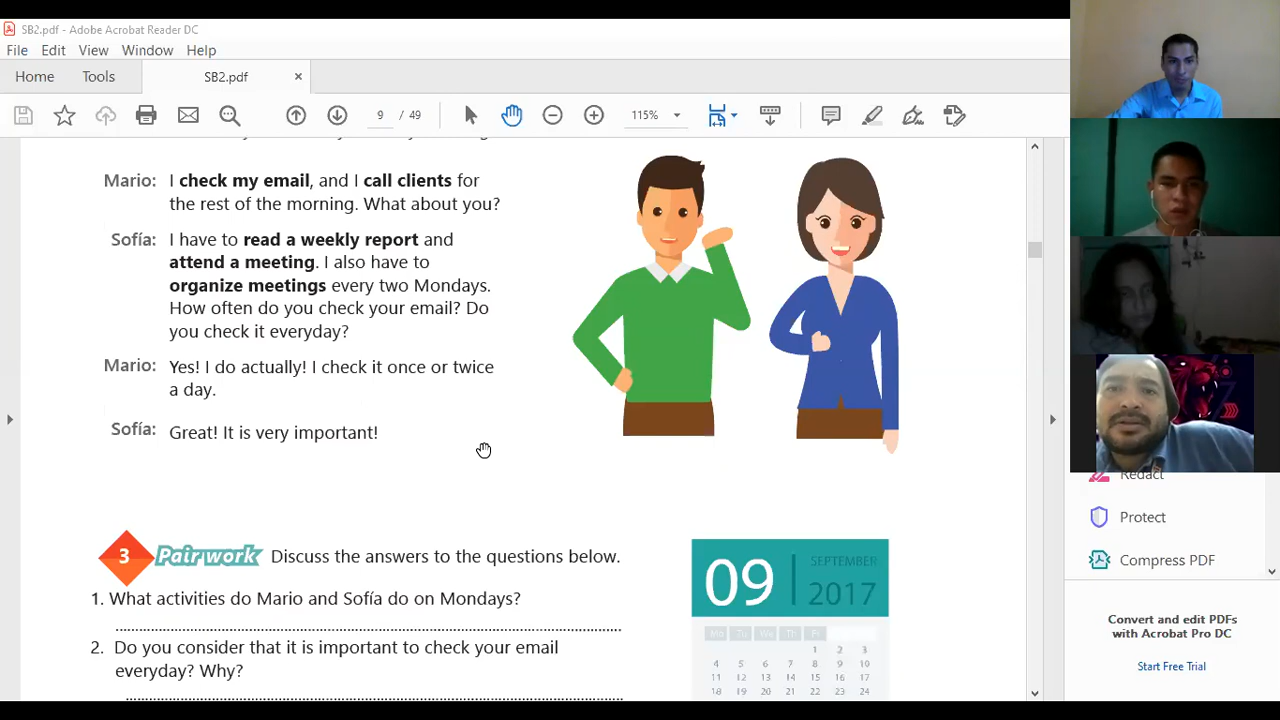 SB2.pdf - Adobe Acrobat Reader DC
File Edit View Window Help
Home Tools SB2.pdf ×
9 / 49 115%
Mario: I check my email, and I call clients for
the rest of the morning. What about you?
Sofía: I have to read a weekly report and
attend a meeting. I also have to
organize meetings every two Mondays.
How often do you check your email? Do
you check it everyday?
Mario: Yes! I do actually! I check it once or twice
a day.
Sofía: Great! It is very important!
3 Pair work Discuss the answers to the questions below.
1. What activities do Mario and Sofía do on Mondays?
2. Do you consider that it is important to check your email
everyday? Why?
09 SEPTEMBER
2017
Mo Tu We Th Fr
1 2 3
4 5 6 7 8 9 10
11 12 13 14 15 16 17
18 19 20 21 22 23 24
Redact
Protect
Compress PDF
Convert and edit PDFs
with Acrobat Pro DC
Start Free Trial